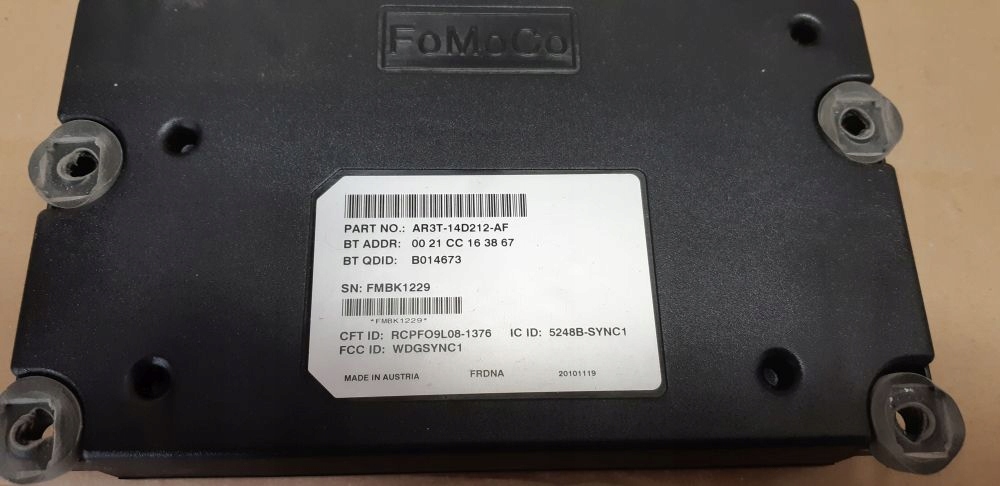 FoMoCo
PART NO.: AR3T-14D212-AF
BT ADDR: 00 21 CC 16 38 67
BT QDID: B014673
SN: FMBK1229
*FMBK1229*
CFT ID: RCPFO9L08-1376 IC ID: 5248B-SYNC1
FCC ID: WDGSYNC1
MADE IN AUSTRIA FRDNA 20101119